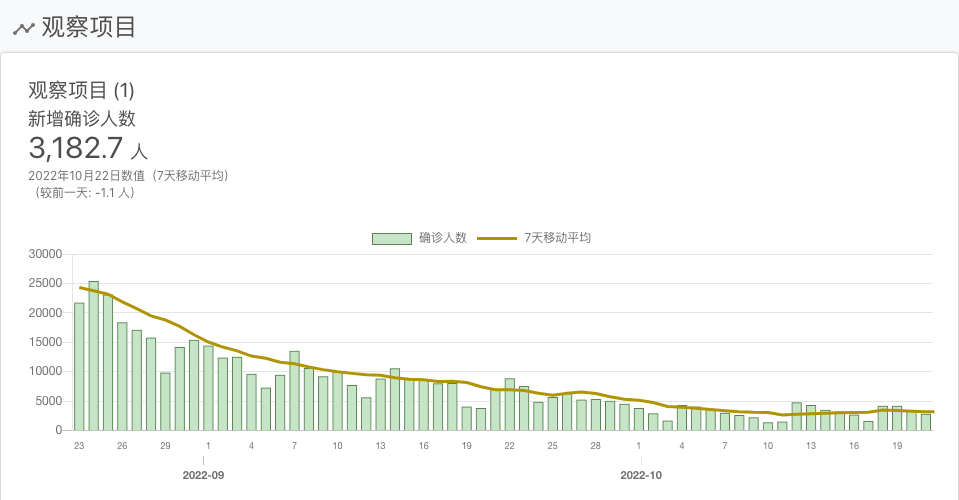 观察项目
观察项目 (1)
新增确诊人数
3,182.7 人
2022年10月22日数值（7天移动平均）
（较前一天: -1.1 人）
确诊人数 7天移动平均
30000
25000
20000
15000
10000
5000
0
23 26 29 1 4 7 10 13 16 19 22 25 28 1 4 7 10 13 16 19
2022-09 2022-10